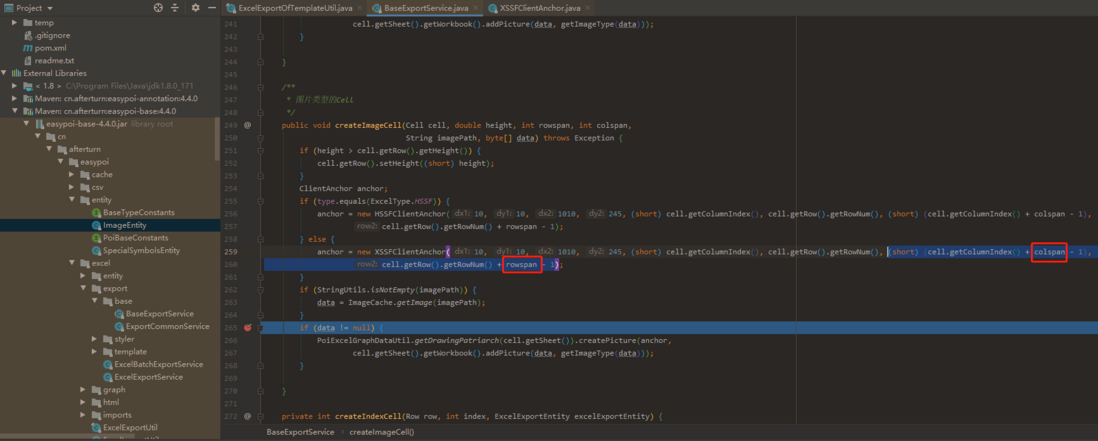 Project
temp
.gitignore
pom.xml
readme.txt
External Libraries
< 1.8 > C:\Program Files\Java\jdk1.8.0_171
Maven: cn.afterturn:easypoi-annotation:4.4.0
Maven: cn.afterturn:easypoi-base:4.4.0
easypoi-base-4.4.0.jar library root
cn
afterturn
easypoi
cache
csv
entity
BaseTypeConstants
ImageEntity
PoiBaseConstants
SpecialSymbolsEntity
excel
entity
export
base
BaseExportService
ExportCommonService
styler
template
ExcelBatchExportService
ExcelExportService
graph
html
imports
ExcelExportUtil
ExcelExportOfTemplateUtil.java
BaseExportService.java
XSSFClientAnchor.java
241 cell.getSheet().getWorkbook().addPicture(data, getImageType(data)));
242 }
243
244 }
245
246 /**
247 * 图片类型的Cell
248 */
249 @ public void createImageCell(Cell cell, double height, int rowspan, int colspan,
250 String imagePath, byte[] data) throws Exception {
251 if (height > cell.getRow().getHeight()) {
252 cell.getRow().setHeight((short) height);
253 }
254 ClientAnchor anchor;
255 if (type.equals(ExcelType.HSSF)) {
256 anchor = new HSSFClientAnchor( dx1: 10, dy1: 10, dx2: 1010, dy2: 245, (short) cell.getColumnIndex(), cell.getRow().getRowNum(), (short) (cell.getColumnIndex() + colspan - 1),
257 row2: cell.getRow().getRowNum() + rowspan - 1);
258 } else {
259 anchor = new XSSFClientAnchor( dx1: 10, dy1: 10, dx2: 1010, dy2: 245, (short) cell.getColumnIndex(), cell.getRow().getRowNum(), (short) (cell.getColumnIndex() + colspan - 1),
260 row2: cell.getRow().getRowNum() + rowspan - 1);
261 }
262 if (StringUtils.isNotEmpty(imagePath)) {
263 data = ImageCache.getImage(imagePath);
264 }
265 if (data != null) {
266 PoiExcelGraphDataUtil.getDrawingPatriarch(cell.getSheet()).createPicture(anchor,
267 cell.getSheet().getWorkbook().addPicture(data, getImageType(data)));
268 }
269
270 }
271
272 @ private int createIndexCell(Row row, int index, ExcelExportEntity excelExportEntity) {
BaseExportService
createImageCell()